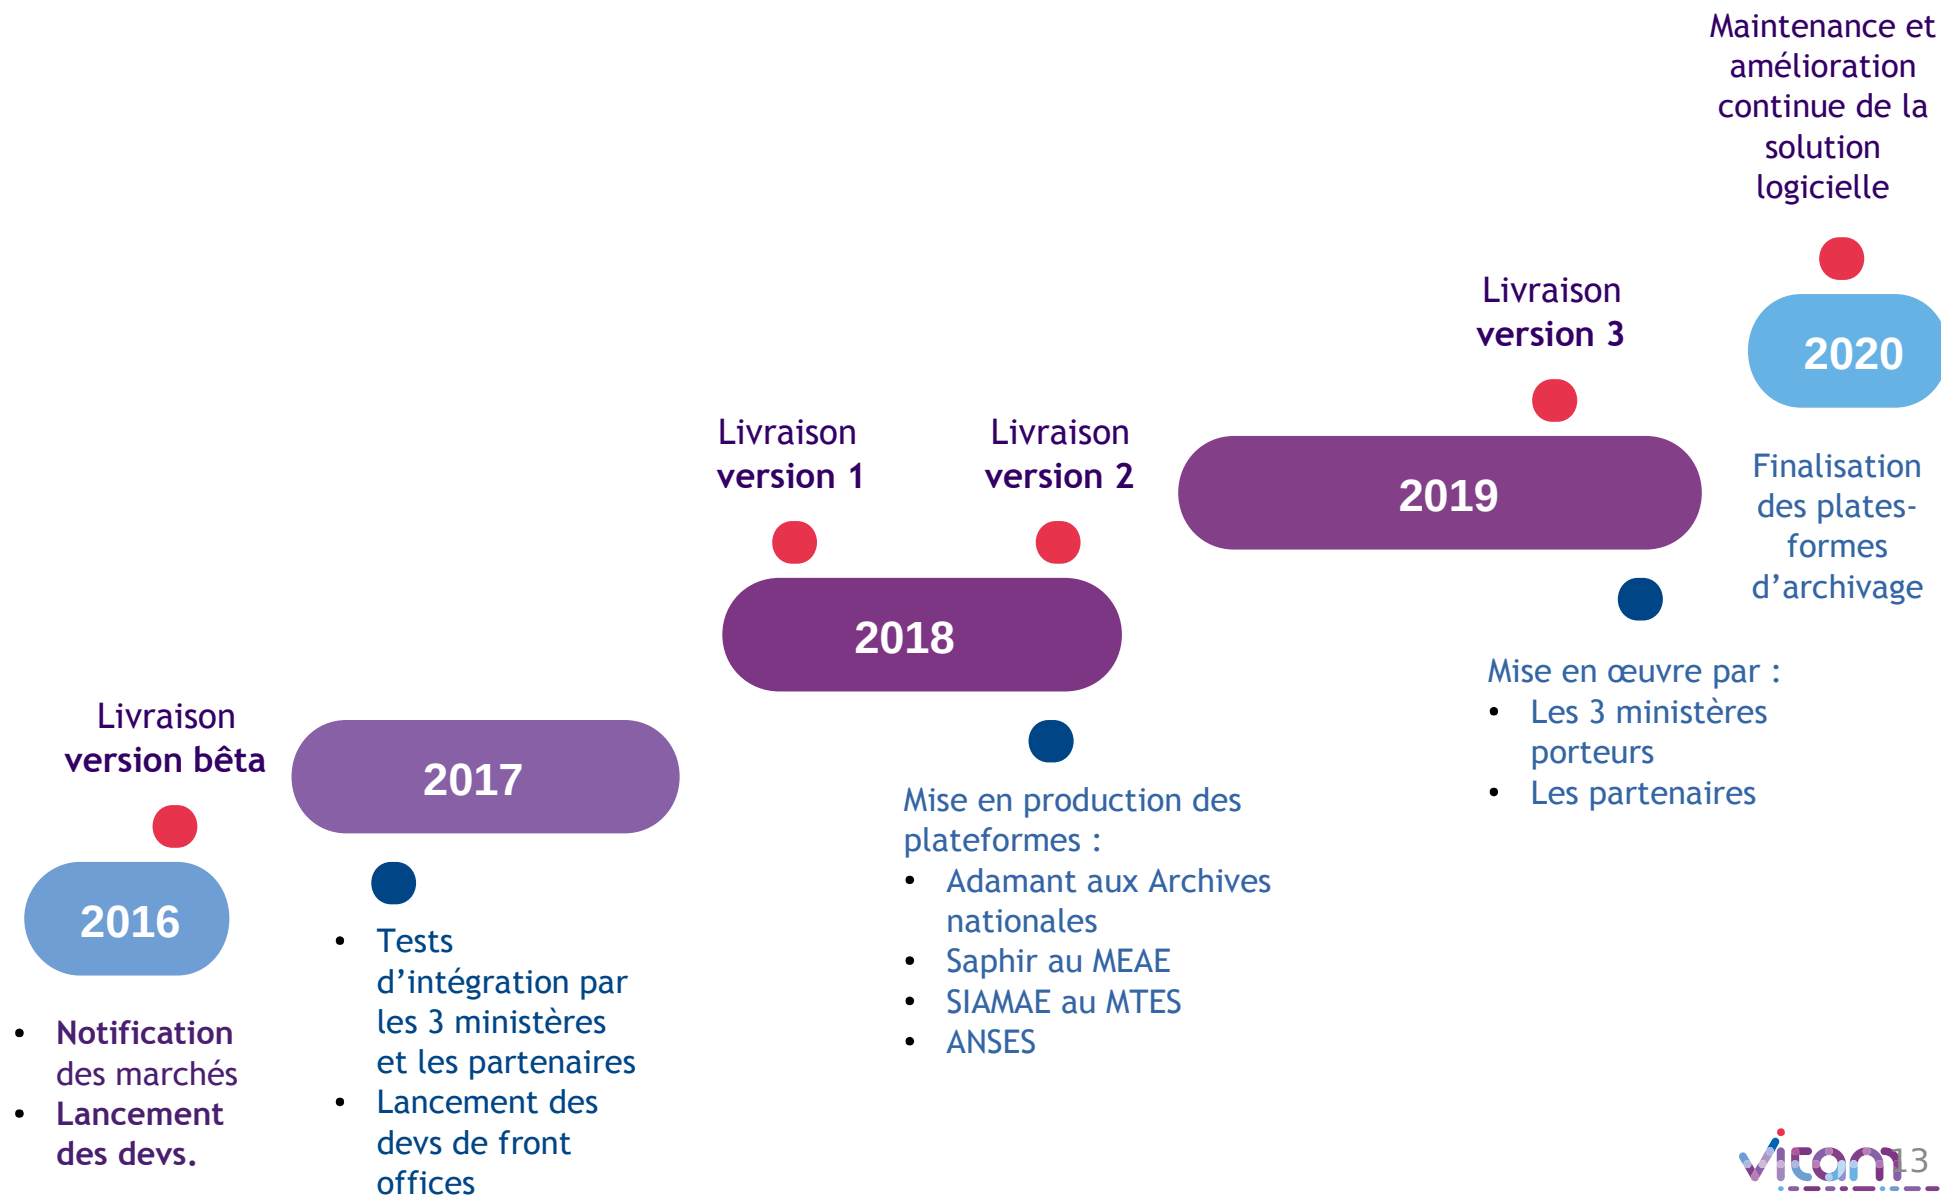 Livraison
version bêta
2016
• Notification
des marchés
• Lancement
des devs.
2017
• Tests
d’intégration par
les 3 ministères
et les partenaires
• Lancement des
devs de front
offices
Livraison
version 1
Livraison
version 2
2018
Mise en production des
plateformes :
• Adamant aux Archives
nationales
• Saphir au MEAE
• SIAMAE au MTES
• ANSES
Livraison
version 3
2019
Mise en œuvre par :
• Les 3 ministères
porteurs
• Les partenaires
Maintenance et
amélioration
continue de la
solution
logicielle
2020
Finalisation
des plates-
formes
d’archivage
vitam
13